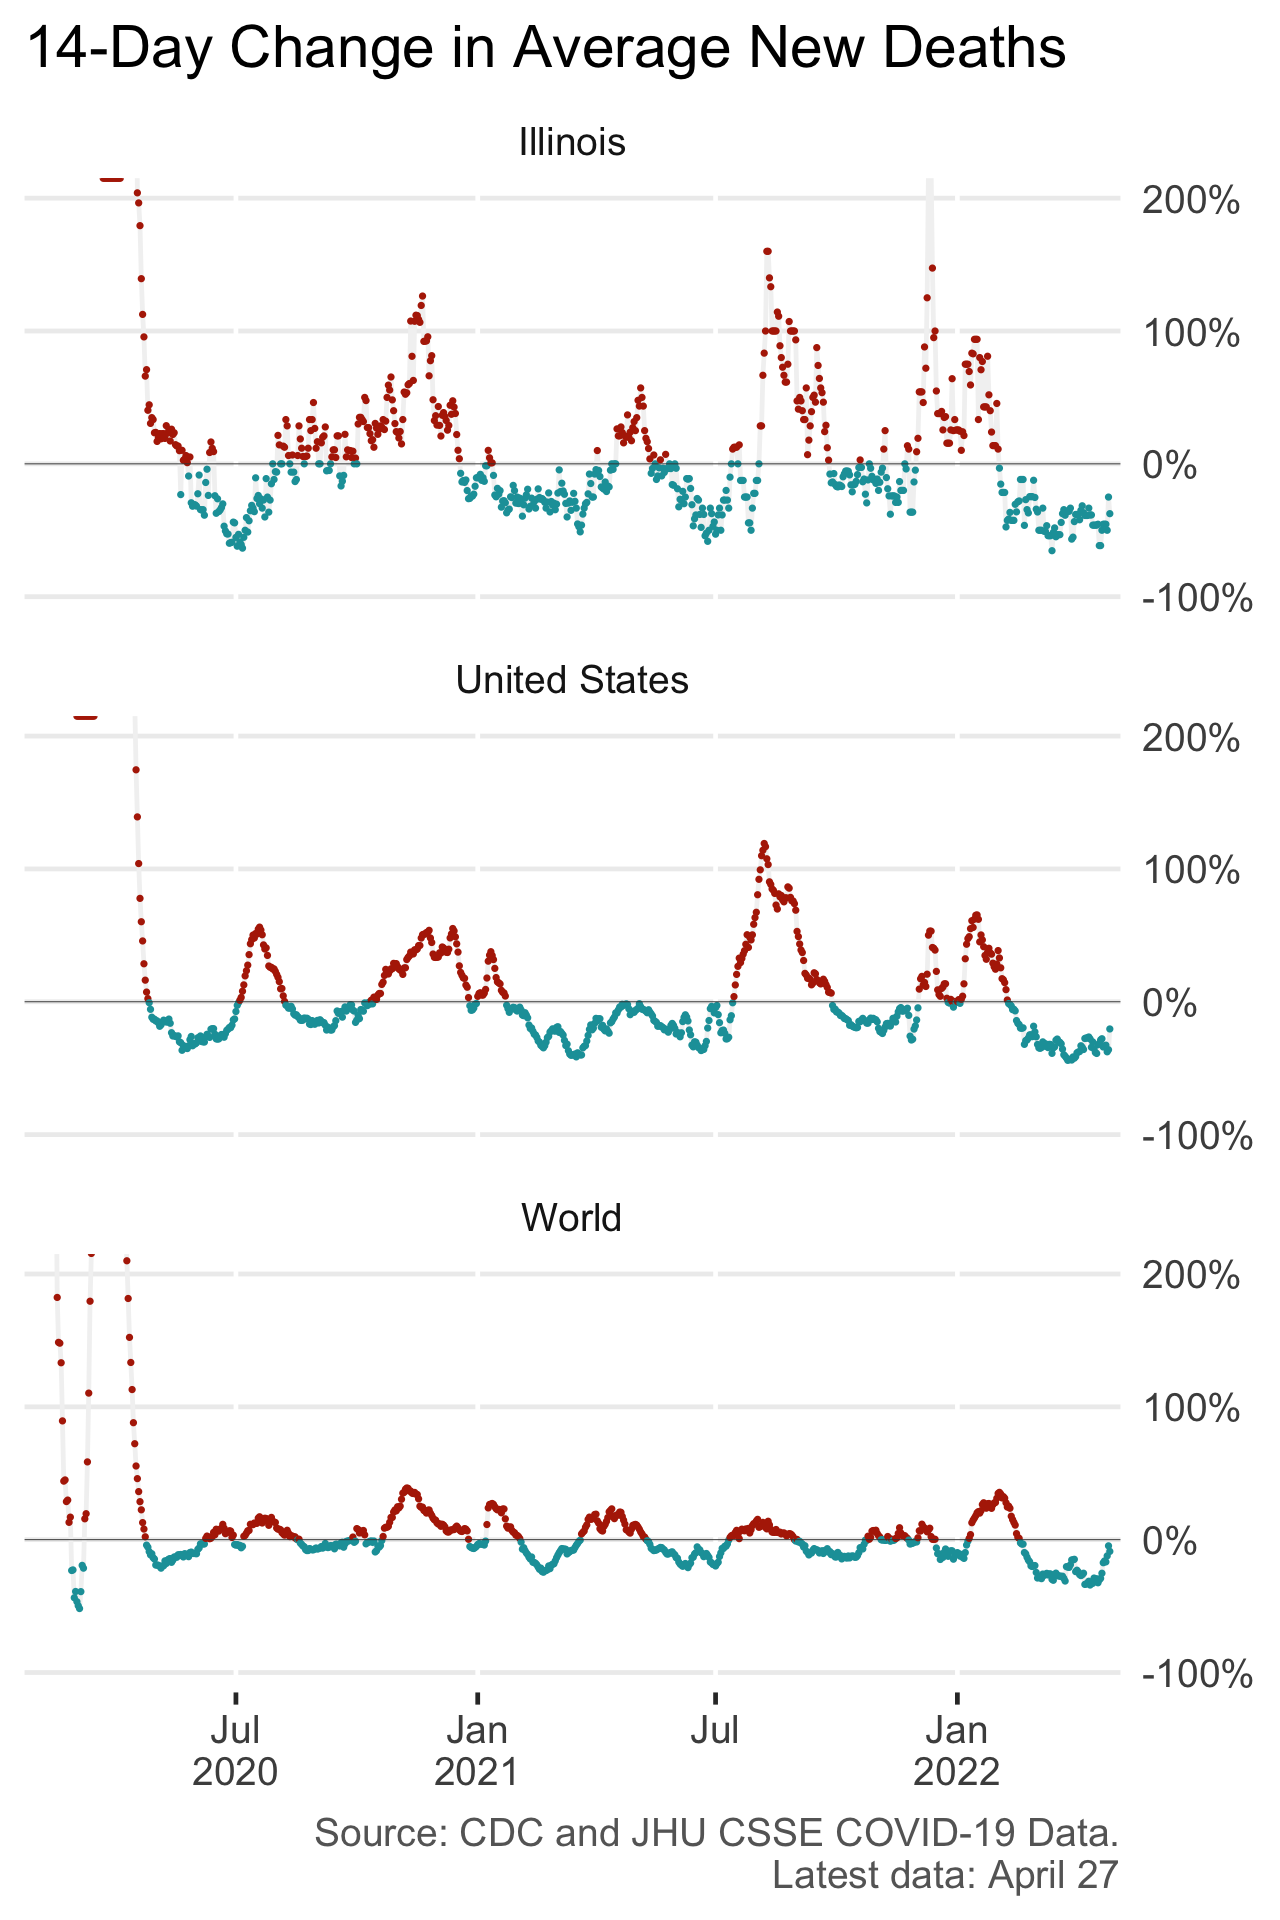 14-Day Change in Average New Deaths
Illinois
200%
100%
0%
-100%
United States
200%
100%
0%
-100%
World
200%
100%
0%
-100%
Jul
2020
Jan
2021
Jul
Jan
2022
Source: CDC and JHU CSSE COVID-19 Data.
Latest data: April 27